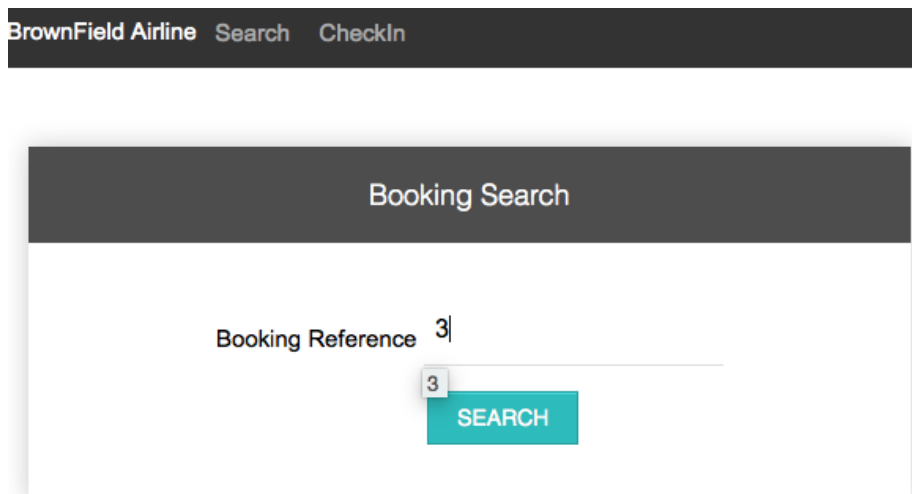 BrownField Airline Search CheckIn
Booking Search
Booking Reference 3
3
SEARCH